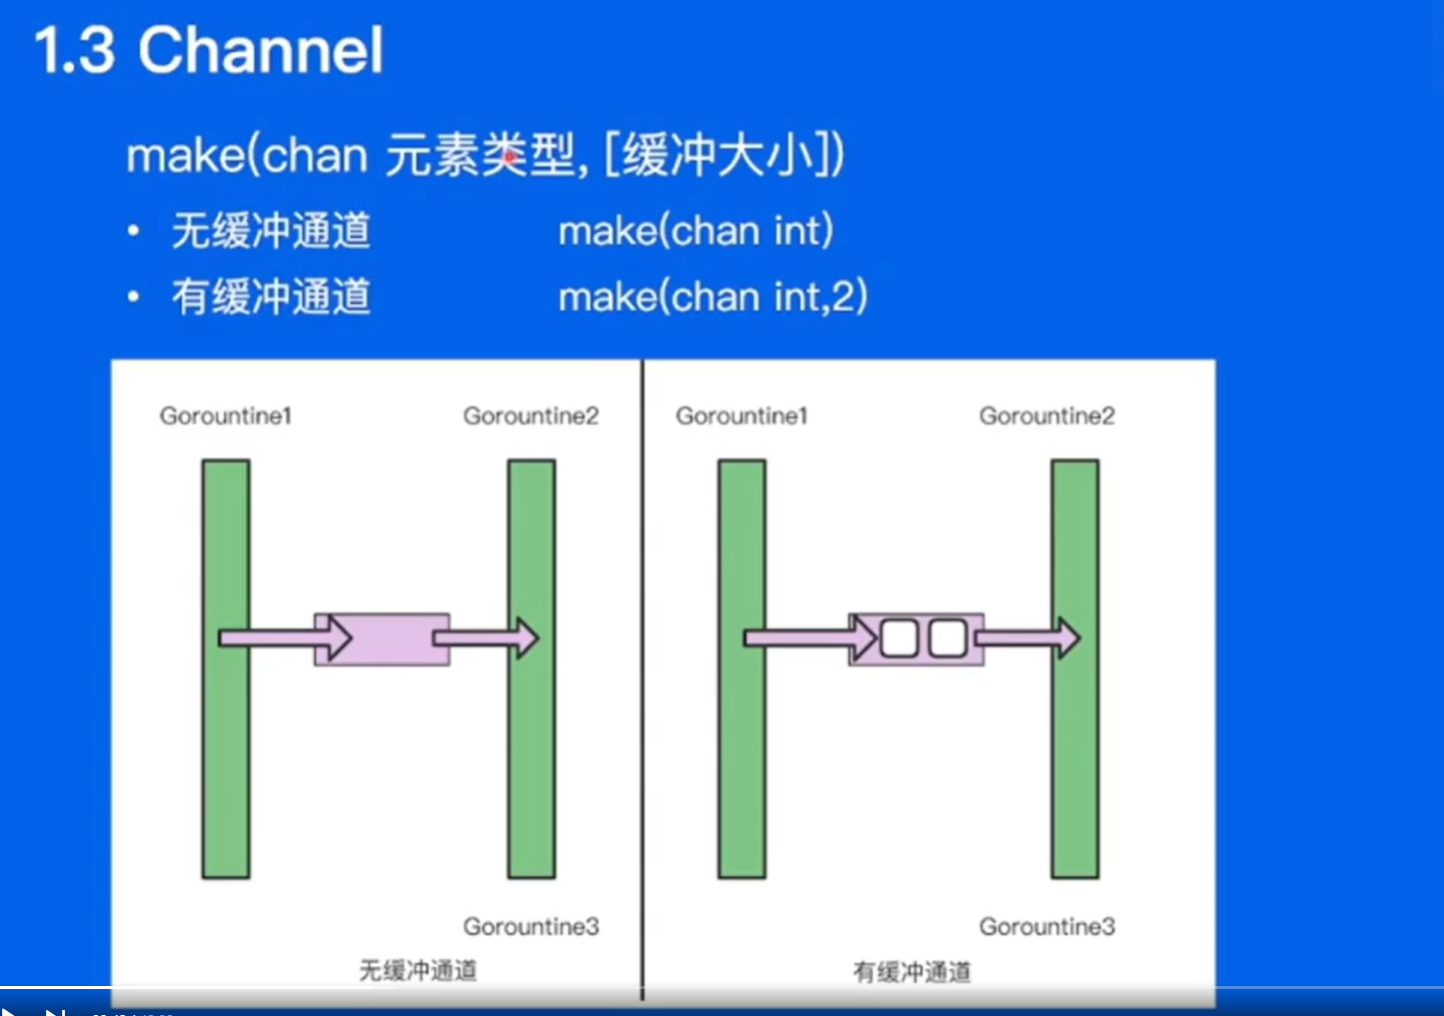 1.3 Channel
make(chan 元素类型, [缓冲大小])
• 无缓冲通道 make(chan int)
• 有缓冲通道 make(chan int,2)
Gorountine1 Gorountine2 Gorountine1 Gorountine2
Gorountine3 Gorountine3
无缓冲通道 有缓冲通道